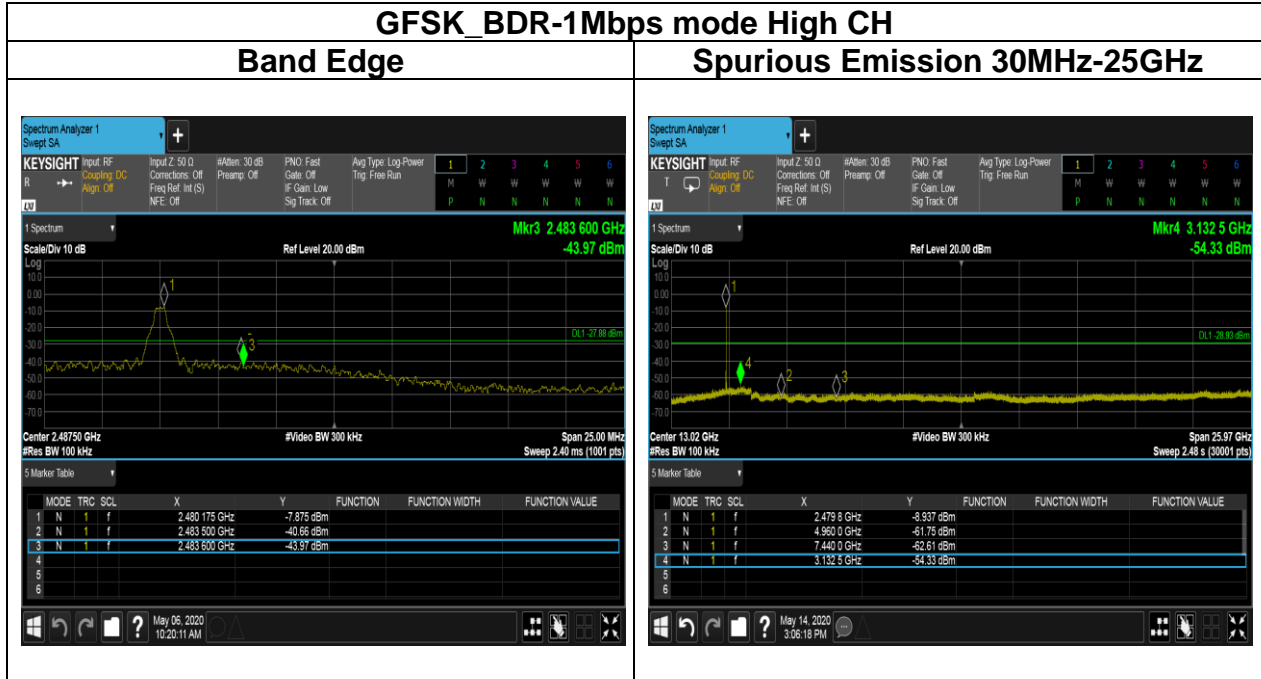 GFSK_BDR-1Mbps mode High CH
Band Edge
Spectrum Analyzer 1
Swept SA
+
KEYSIGHT
R
LXI
Input: RF
Coupling: DC
Align: Off
Input Z: 50 Ω
Corrections: Off
Freq Ref: Int (S)
NFE: Off
#Atten: 30 dB
Preamp: Off
PNO: Fast
Gate: Off
IF Gain: Low
Sig Track: Off
Avg Type: Log-Power
Trig: Free Run
1 2 3 4 5 6
M W W W W W
P N N N N N
1 Spectrum
Mkr3 2.483 600 GHz
Scale/Div 10 dB Ref Level 20.00 dBm -43.97 dBm
Log
10.0
0.00
-10.0
-20.0
-30.0
-40.0
-50.0
-60.0
-70.0
1
3
DL1 -27.88 dBm
Center 2.48750 GHz #Video BW 300 kHz Span 25.00 MHz
#Res BW 100 kHz Sweep 2.40 ms (1001 pts)
5 Marker Table
MODE TRC SCL X Y FUNCTION FUNCTION WIDTH FUNCTION VALUE
1 N 1 f 2.480 175 GHz -7.875 dBm
2 N 1 f 2.483 500 GHz -40.66 dBm
3 N 1 f 2.483 600 GHz -43.97 dBm
4
5
6
?
May 06, 2020
10:20:11 AM
Spurious Emission 30MHz-25GHz
Spectrum Analyzer 1
Swept SA
+
KEYSIGHT
T
LXI
Input: RF
Coupling: DC
Align: Off
Input Z: 50 Ω
Corrections: Off
Freq Ref: Int (S)
NFE: Off
#Atten: 30 dB
Preamp: Off
PNO: Fast
Gate: Off
IF Gain: Low
Sig Track: Off
Avg Type: Log-Power
Trig: Free Run
1 2 3 4 5 6
M W W W W W
P N N N N N
1 Spectrum
Mkr4 3.132 5 GHz
Scale/Div 10 dB Ref Level 20.00 dBm -54.33 dBm
Log
10.0
0.00
-10.0
-20.0
-30.0
-40.0
-50.0
-60.0
-70.0
1
4
2
3
DL1 -28.93 dBm
Center 13.02 GHz #Video BW 300 kHz Span 25.97 GHz
#Res BW 100 kHz Sweep 2.48 s (30001 pts)
5 Marker Table
MODE TRC SCL X Y FUNCTION FUNCTION WIDTH FUNCTION VALUE
1 N 1 f 2.479 8 GHz -8.937 dBm
2 N 1 f 4.960 0 GHz -61.75 dBm
3 N 1 f 7.440 0 GHz -62.61 dBm
4 N 1 f 3.132 5 GHz -54.33 dBm
5
6
?
May 14, 2020
3:06:18 PM